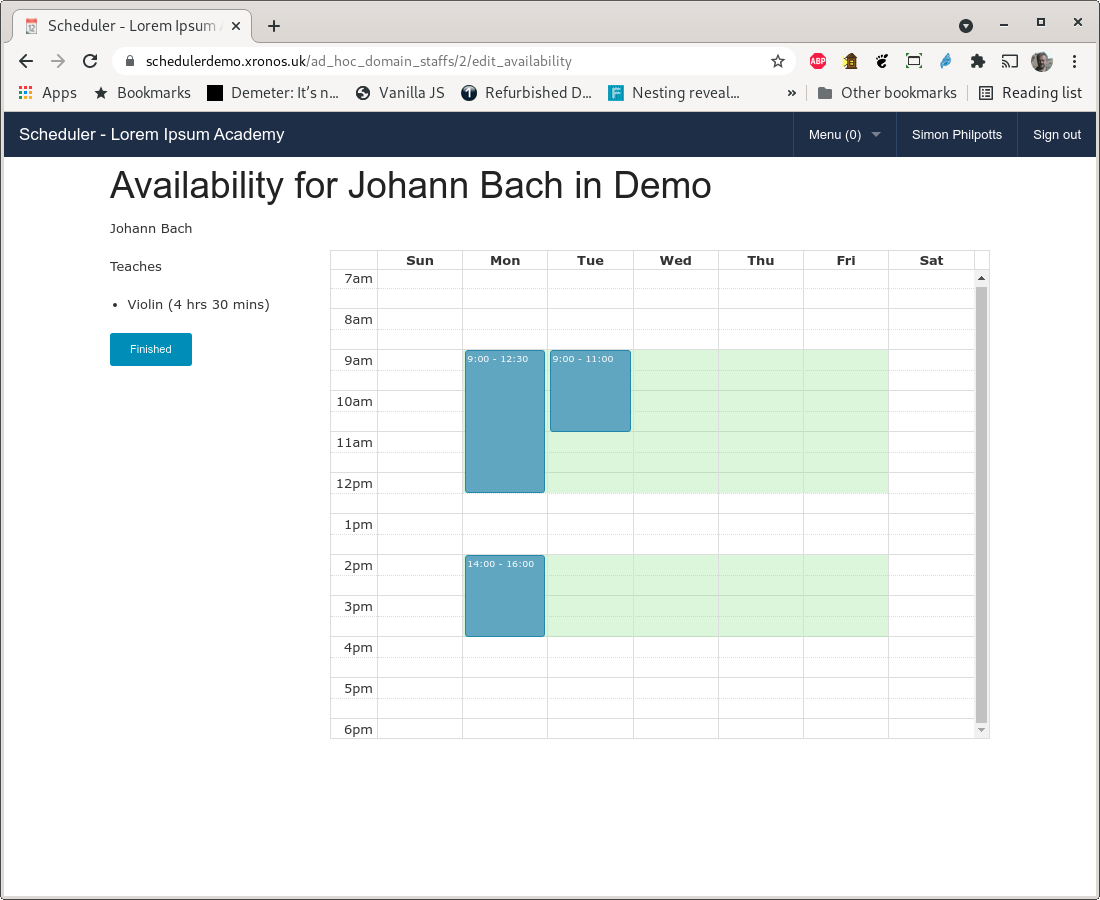 Scheduler - Lorem Ipsum A
schedulerdemo.xronos.uk/ad_hoc_domain_staffs/2/edit_availability
ABP
Apps Bookmarks Demeter: It's n... Vanilla JS Refurbished D... Nesting reveal... » Other bookmarks Reading list
Scheduler - Lorem Ipsum Academy Menu (0) Simon Philpotts Sign out
Availability for Johann Bach in Demo
Johann Bach
Teaches
• Violin (4 hrs 30 mins)
Finished
Sun Mon Tue Wed Thu Fri Sat
7am
8am
9am 9:00 - 12:30 9:00 - 11:00
10am
11am
12pm
1pm
2pm 14:00 - 16:00
3pm
4pm
5pm
6pm